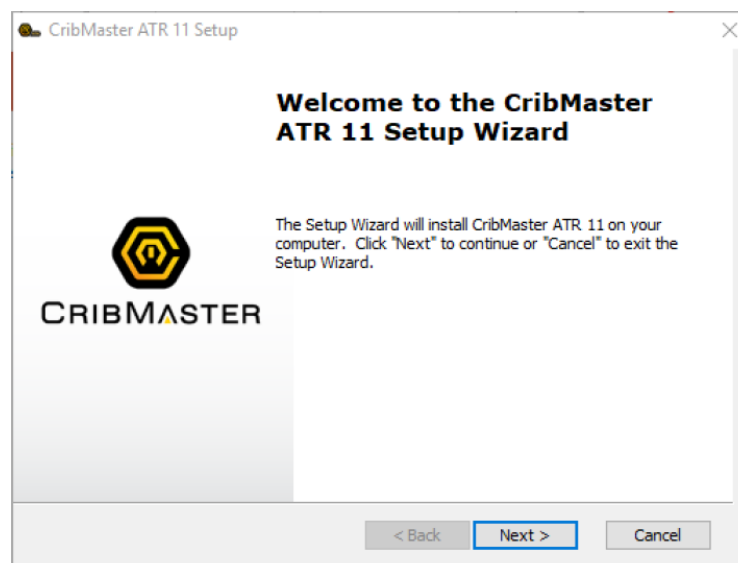 CribMaster ATR 11 Setup
Welcome to the CribMaster
ATR 11 Setup Wizard
The Setup Wizard will install CribMaster ATR 11 on your
computer. Click "Next" to continue or "Cancel" to exit the
Setup Wizard.
CRIBMASTER
< Back
Next >
Cancel